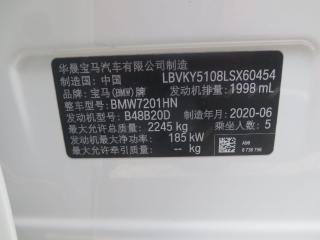 华晨宝马汽车有限公司制造
制造国: 中国 LBVKY5108LSX60454
品牌: 宝马(BMW)牌 发动机排量: 1998 mL
整车型号: BMW7201HN
发动机型号: B48B20D 制造年月: 2020-06
最大允许总质量: 2245 kg 乘坐人数: 5
发动机最大净功率: 185 kW
最大允许牵引质量: -- kg